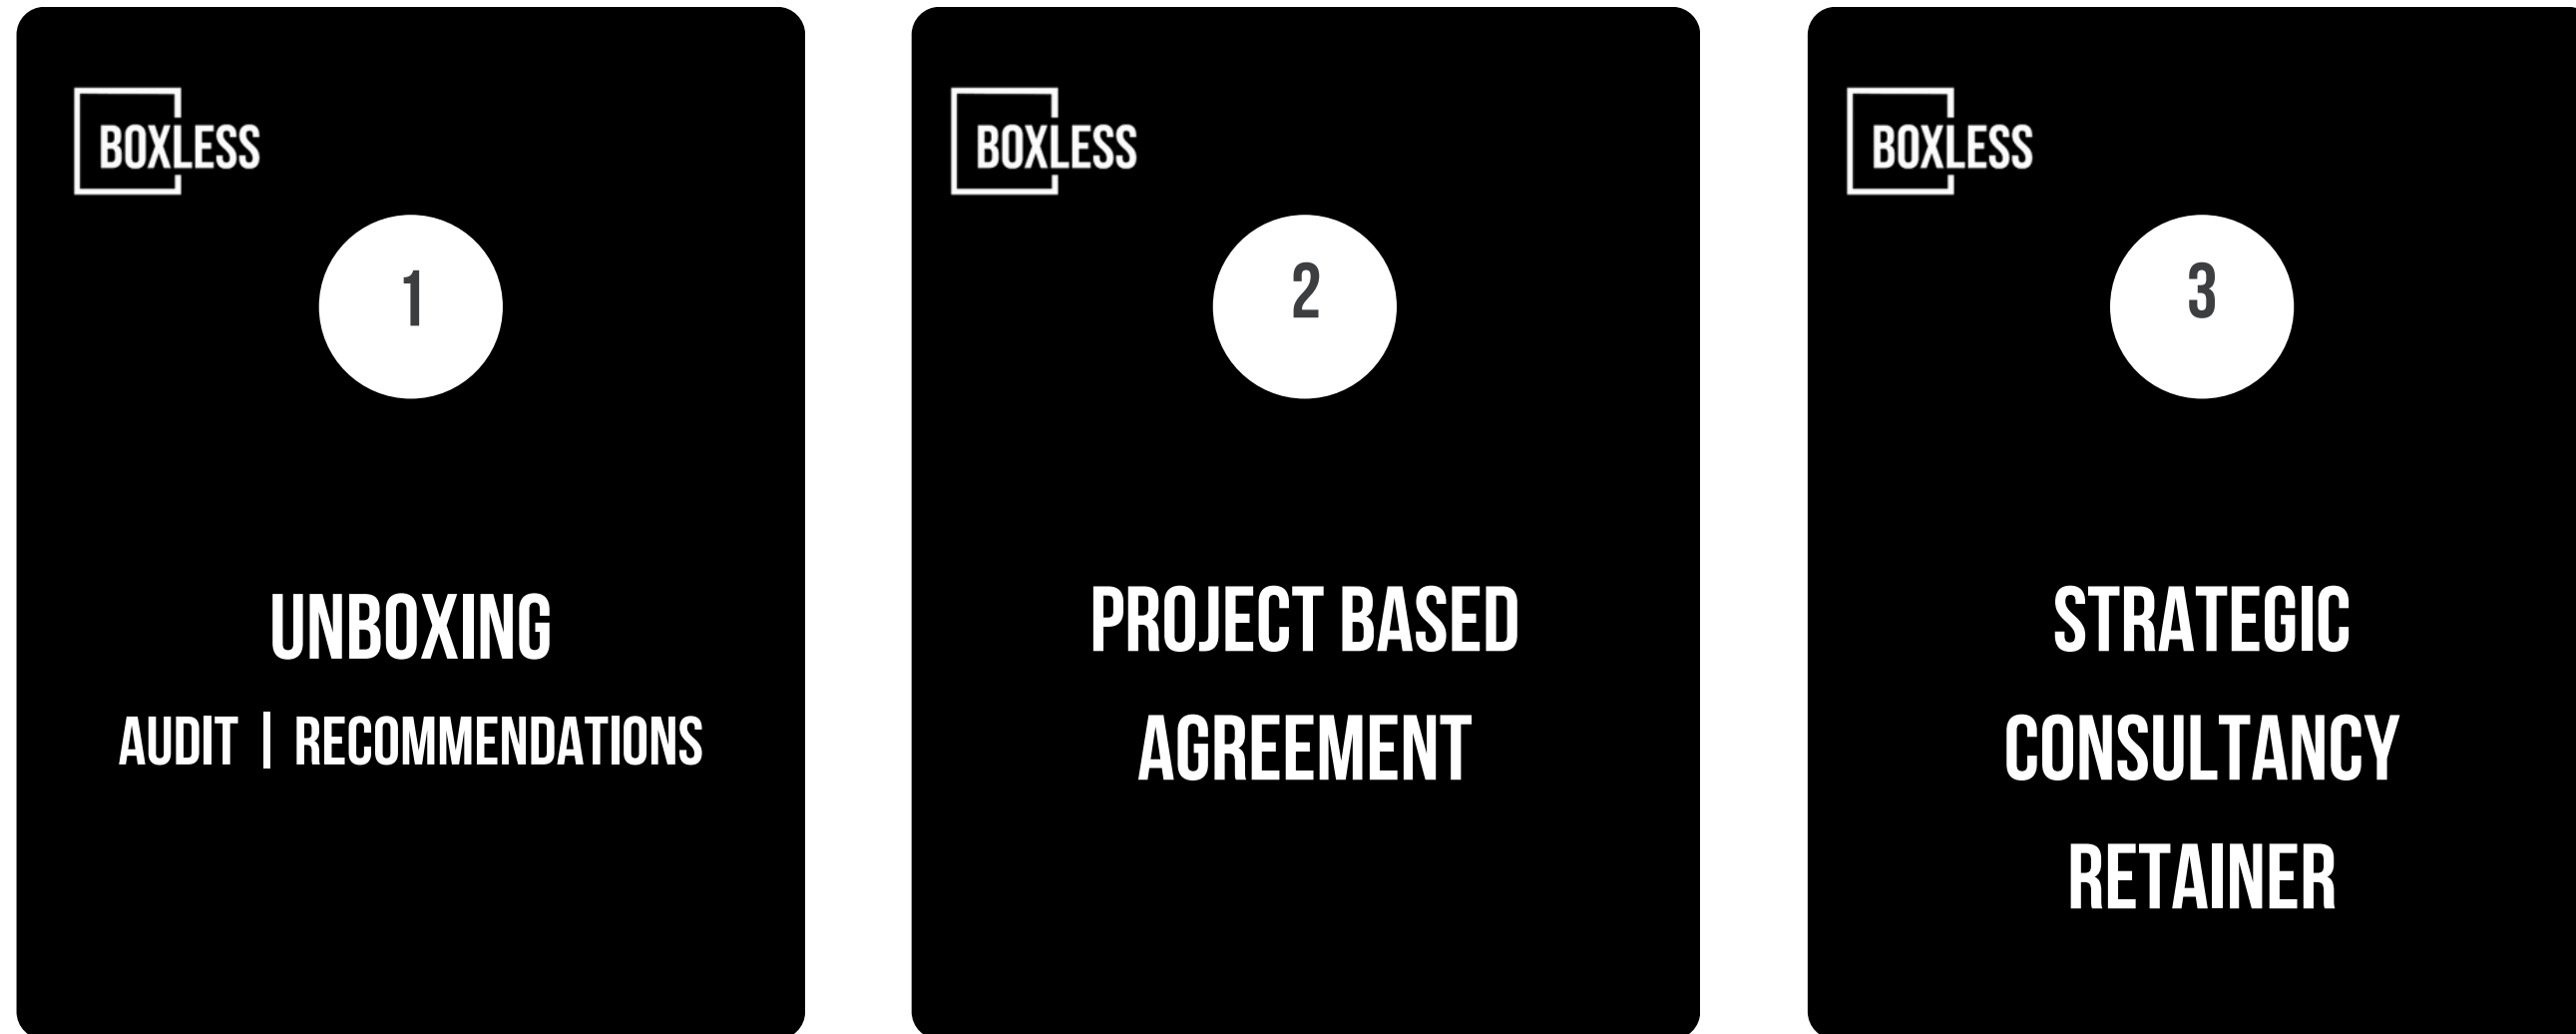 BOXLESS
1
UNBOXING
AUDIT | RECOMMENDATIONS
BOXLESS
2
PROJECT BASED
AGREEMENT
BOXLESS
3
STRATEGIC
CONSULTANCY
RETAINER